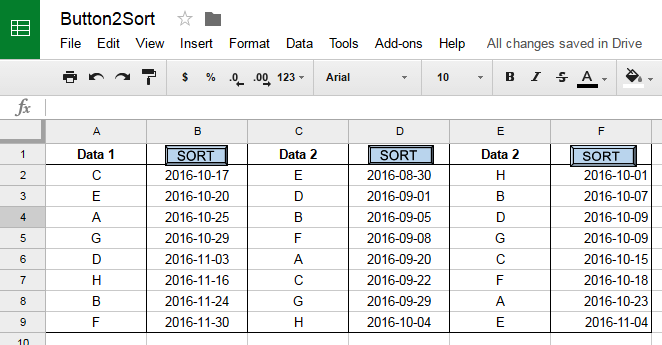 Button2Sort
File Edit View Insert Format Data Tools Add-ons Help All changes saved in Drive
$ % .0 .00 123 Arial 10 B I S A
fx
A B C D E F
1 Data 1 SORT Data 2 SORT Data 2 SORT
2 C 2016-10-17 E 2016-08-30 H 2016-10-01
3 E 2016-10-20 D 2016-09-01 B 2016-10-07
4 A 2016-10-25 B 2016-09-05 D 2016-10-09
5 G 2016-10-29 F 2016-09-08 G 2016-10-09
6 D 2016-11-03 A 2016-09-20 C 2016-10-15
7 H 2016-11-16 C 2016-09-22 F 2016-10-18
8 B 2016-11-24 G 2016-09-29 A 2016-10-23
9 F 2016-11-30 H 2016-10-04 E 2016-11-04
10